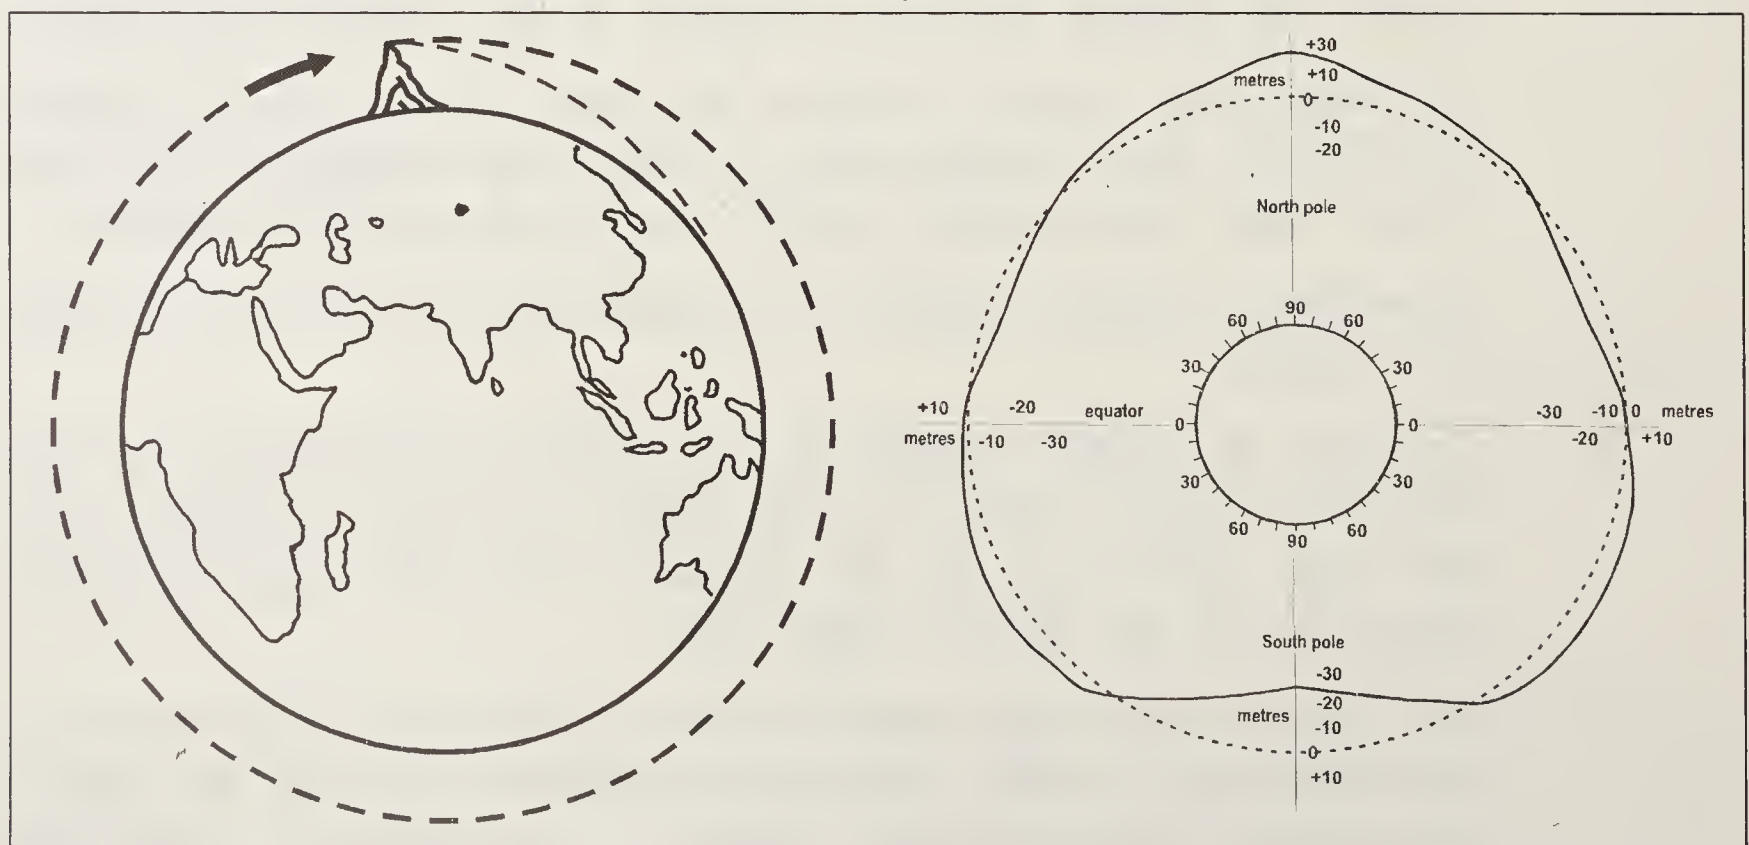 +30
metres +10
0
-10
-20
North pole
90
60 60
30 30
+10 -20 equator 0 0 -30 -10 0 metres
metres -10 -30 -20 +10
30 30
60 60
90
South pole
-30
-20
metres
-10
0
+10